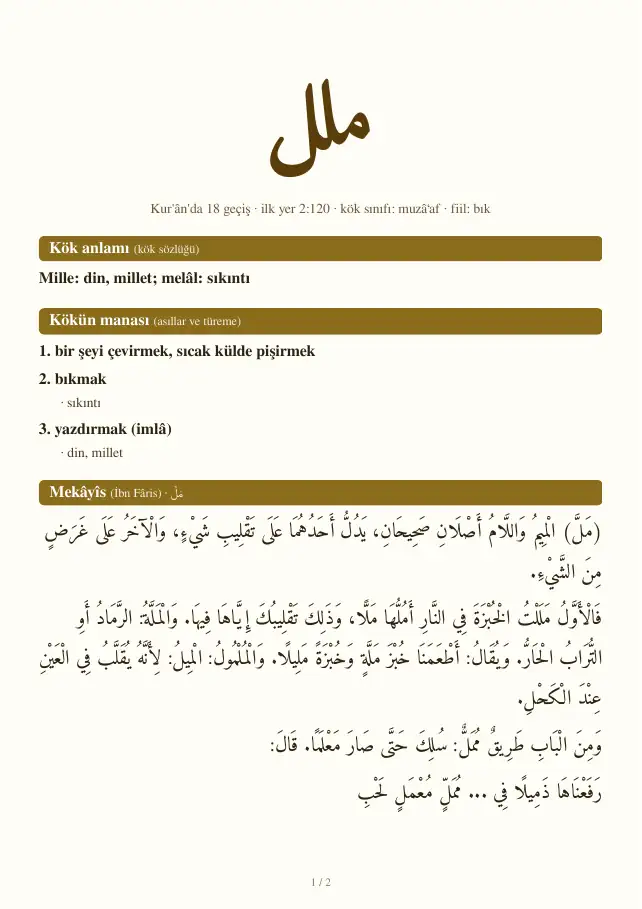 ملل
Kur'ân'da 18 geçiş · ilk yer 2:120 · kök sınıfı: muzâ'af · fiil: bık
Kök anlamı (kök sözlüğü)
Mille: din, millet; melâl: sıkıntı
Kökün manası (asıllar ve türeme)
1. bir şeyi çevirmek, sıcak külde pişirmek
2. bıkmak
· sıkıntı
3. yazdırmak (imlâ)
· din, millet
Mekâyîs (İbn Fâris) · مَلَّ
(مَلَّ) الْمِيمُ وَاللَّامُ أَصْلَانِ صَحِيحَانِ، يَدُلُّ أَحَدُهُمَا عَلَى تَقْلِيبِ شَيْءٍ، وَالْآخَرُ عَلَى غَرَضٍ
مِنَ الشَّيْءِ.
فَالْأَوَّلُ مَلَلْتُ الْخُبْزَةَ فِي النَّارِ أَمُلُّهَا مَلًّا، وَذَلِكَ تَقْلِيبُكَ إِيَّاهَا فِيهَا. وَالْمَلَّةُ: الرَّمَادُ أَوِ
التُّرَابُ الْحَارُّ. وَيُقَالُ: أَطْعَمَنَا خُبْزَ مَلَّةٍ وَخُبْزَةً مَلِيلًا. وَالْمُلْمُولُ: الْمِيلُ: لِأَنَّهُ يُقَلَّبُ فِي الْعَيْنِ
عِنْدَ الْكَحْلِ.
وَمِنَ الْبَابِ طَرِيقٌ مُمَلٌّ: سُلِكَ حَتَّى صَارَ مَعْلَمًا. قَالَ:
رَفَعْنَاهَا ذَمِيلًا فِي ... مُمَلٍّ مُعْمَلٍ لَحْبِ
1 / 2